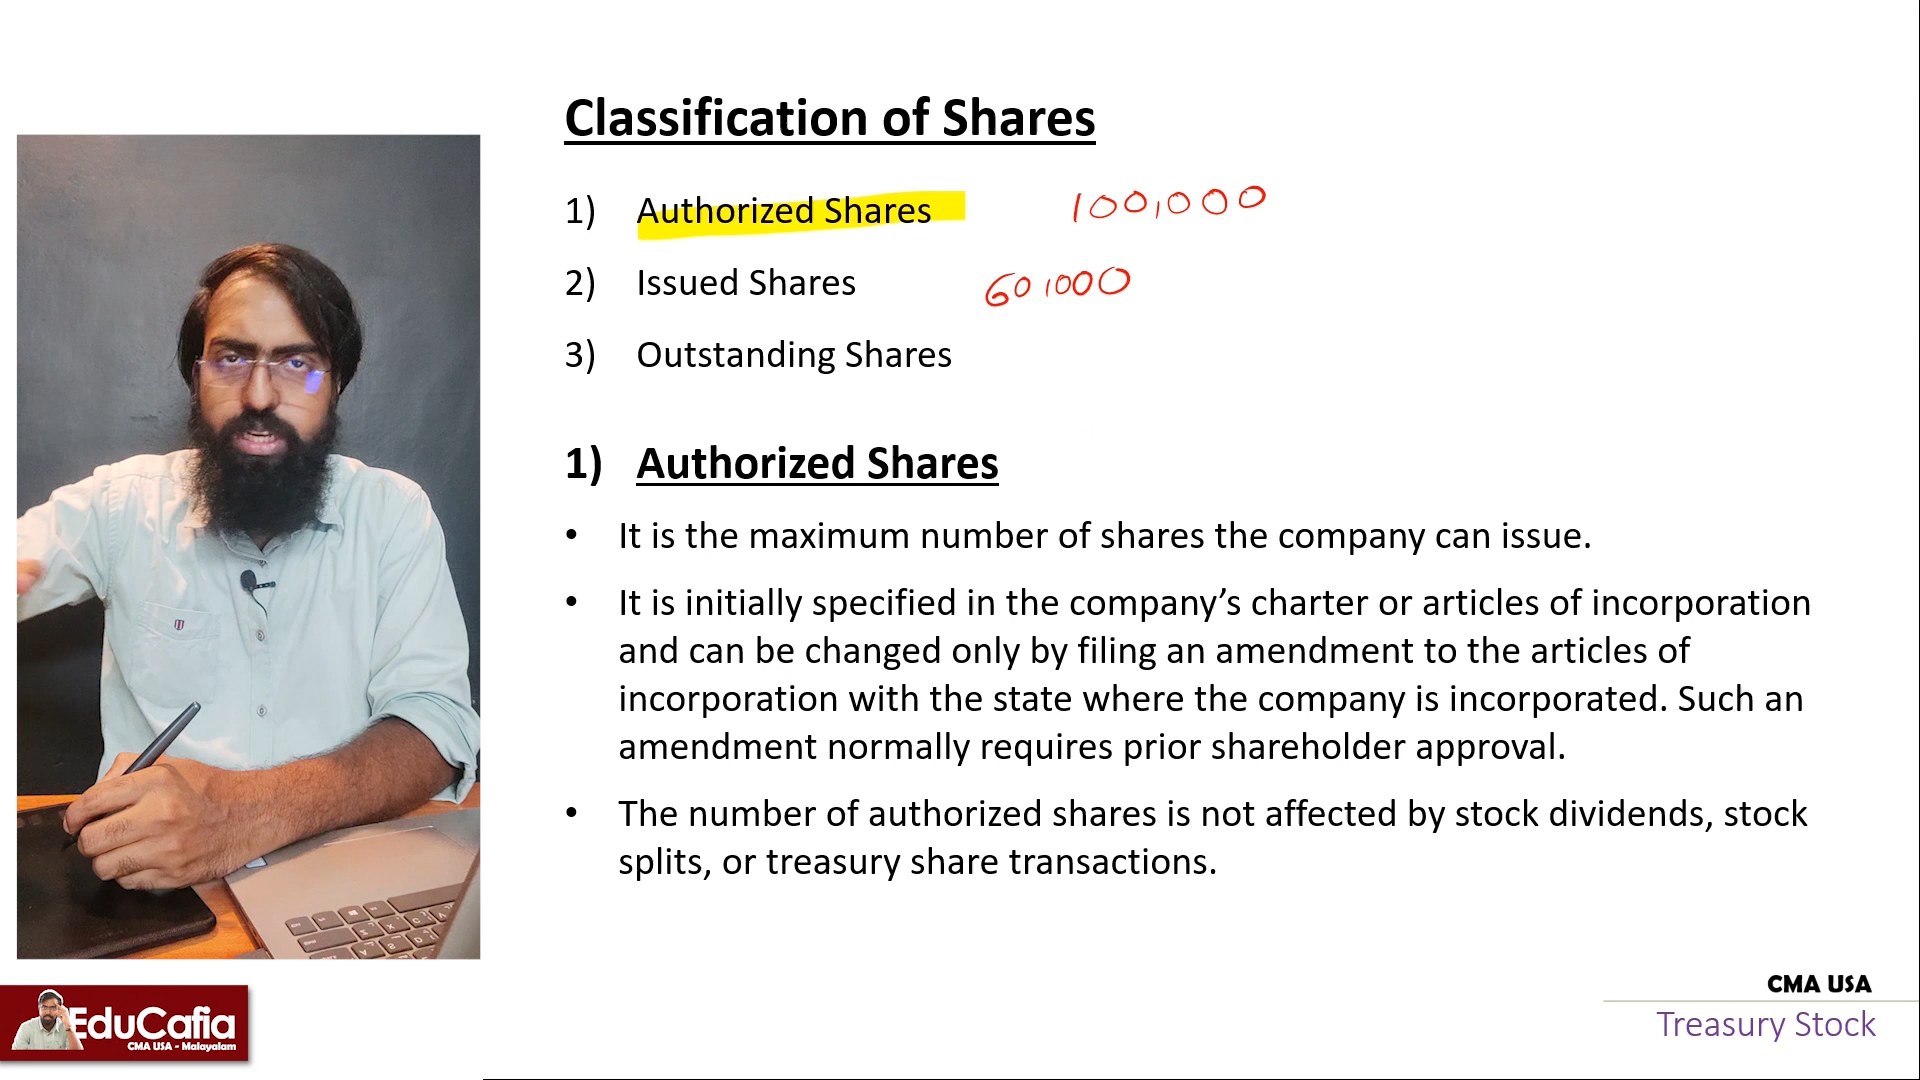 Classification of Shares
1) Authorized Shares 100,000
2) Issued Shares 60,000
3) Outstanding Shares
1) Authorized Shares
• It is the maximum number of shares the company can issue.
• It is initially specified in the company’s charter or articles of incorporation
and can be changed only by filing an amendment to the articles of
incorporation with the state where the company is incorporated. Such an
amendment normally requires prior shareholder approval.
• The number of authorized shares is not affected by stock dividends, stock
splits, or treasury share transactions.
EduCafia
CMA USA - Malayalam
CMA USA
Treasury Stock